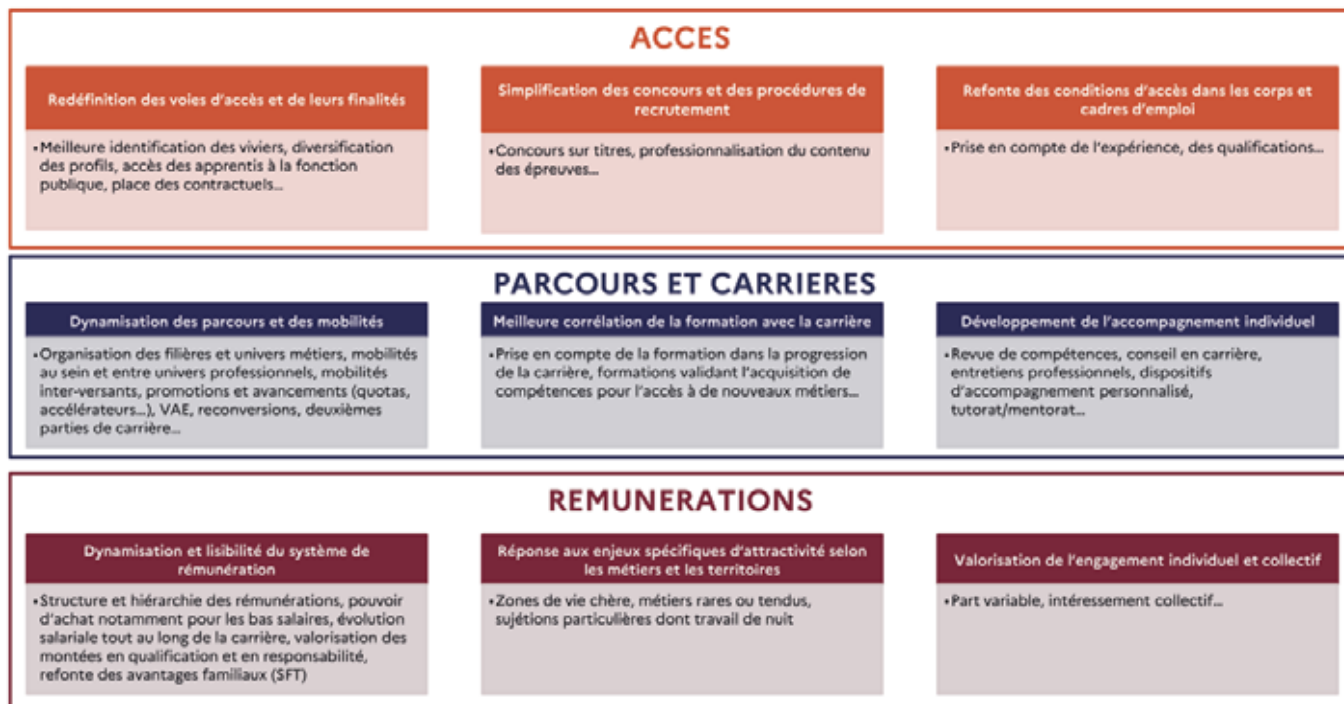 ACCES
Redéfinition des voies d'accès et de leurs finalités
•Meilleure identification des viviers, diversification
des profils, accès des apprentis à la fonction
publique, place des contractuels…
Simplification des concours et des procédures de
recrutement
•Concours sur titres, professionnalisation du contenu
des épreuves…
Refonte des conditions d'accès dans les corps et
cadres d'emploi
•Prise en compte de l'expérience, des qualifications…
PARCOURS ET CARRIERES
Dynamisation des parcours et des mobilités
•Organisation des filières et univers métiers, mobilités
au sein et entre univers professionnels, mobilités
inter-versants, promotions et avancements (quotas,
accélérateurs…), VAE, reconversions, deuxièmes
parties de carrière…
Meilleure corrélation de la formation avec la carrière
•Prise en compte de la formation dans la progression
de la carrière, formations validant l'acquisition de
compétences pour l'accès à de nouveaux métiers…
Développement de l'accompagnement individuel
•Revue de compétences, conseil en carrière,
entretiens professionnels, dispositifs
d'accompagnement personnalisé,
tutorat/mentorat…
REMUNERATIONS
Dynamisation et lisibilité du système de
rémunération
•Structure et hiérarchie des rémunérations, pouvoir
d'achat notamment pour les bas salaires, évolution
salariale tout au long de la carrière, valorisation des
montées en qualification et en responsabilité,
refonte des avantages familiaux (SFT)
Réponse aux enjeux spécifiques d'attractivité selon
les métiers et les territoires
•Zones de vie chère, métiers rares ou tendus,
sujétions particulières dont travail de nuit
Valorisation de l'engagement individuel et collectif
•Part variable, intéressement collectif…